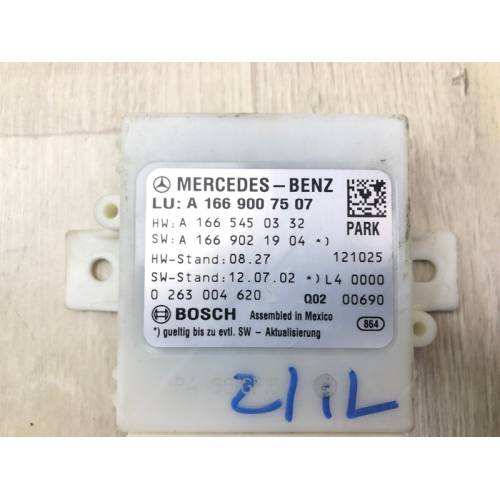 MERCEDES-BENZ
LU: A 166 900 75 07
HW: A 166 545 03 32
PARK
SW: A 166 902 19 04 *)
HW-Stand: 08.27 121025
SW-Stand: 12.07.02 *) L4 0000
0 263 004 620 Q02 00690
BOSCH Assembled in Mexico
*) gueltig bis zu evtl. SW - Aktualisierung
864